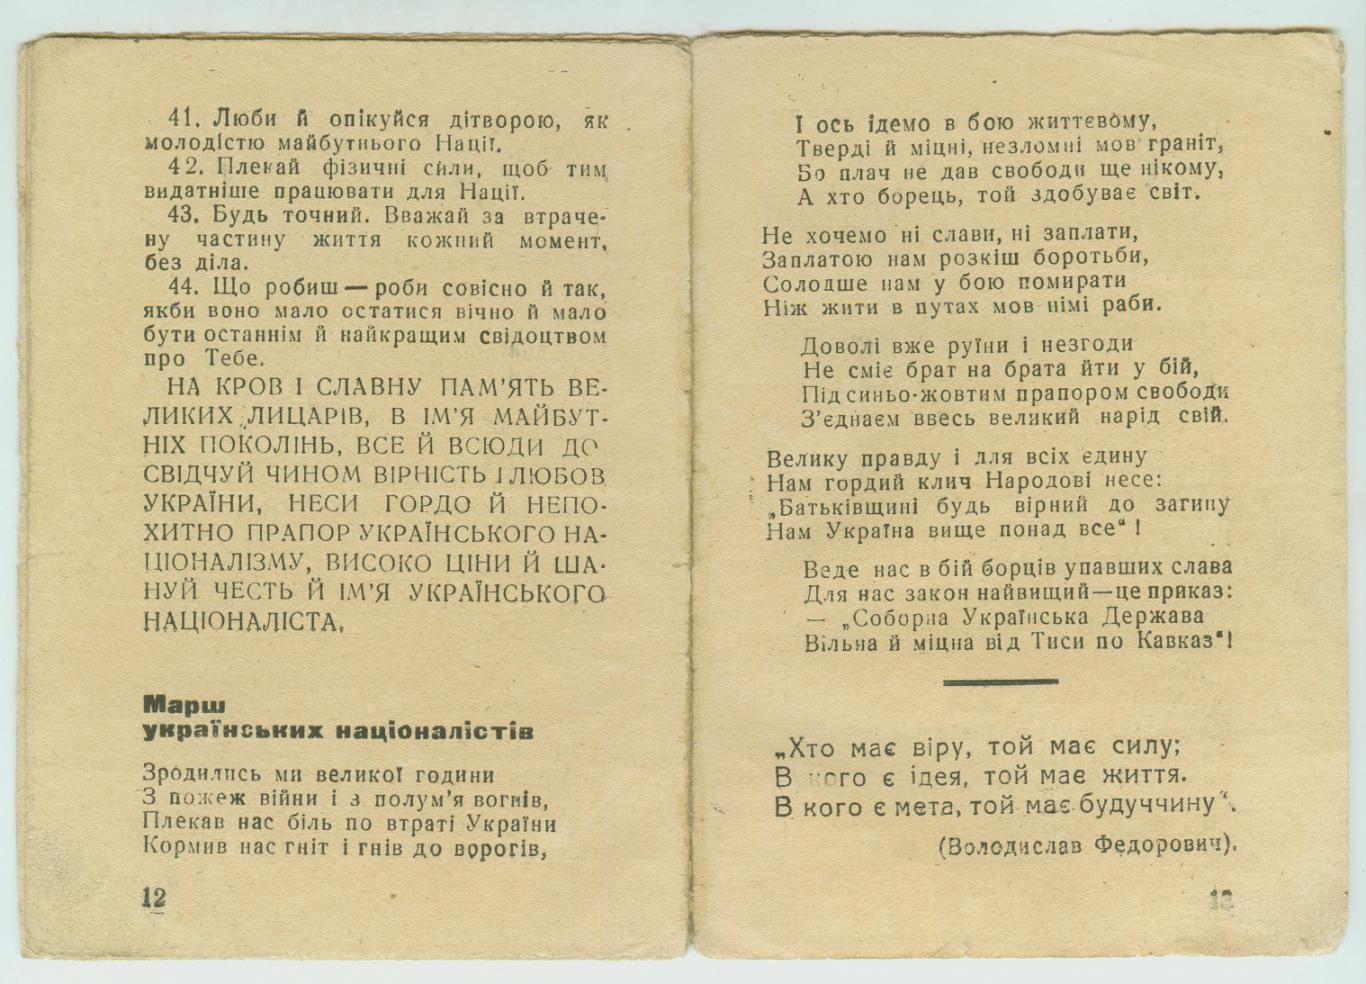 41. Люби й опікуйся дітворою, як
молодістю майбутнього Нації.
42. Плекай фізичні сили, щоб тим
видатніше працювати для Нації.
43. Будь точний. Вважай за втраче-
ну частину життя кожний момент,
без діла.
44. Що робиш — роби совісно й так,
якби воно мало остатися вічно й мало
бути останнім й найкращим свідоцтвом
про Тебе.
НА КРОВ І СЛАВНУ ПАМ'ЯТЬ ВЕ-
ЛИКИХ ЛИЦАРІВ, В ІМ'Я МАЙБУТ-
НІХ ПОКОЛІНЬ, ВСЕ Й ВСЮДИ ДО
СВІДЧУЙ ЧИНОМ ВІРНІСТЬ І ЛЮБОВ
УКРАЇНИ, НЕСИ ГОРДО Й НЕПО-
ХИТНО ПРАПОР УКРАЇНСЬКОГО НА-
ЦІОНАЛІЗМУ, ВИСОКО ЦІНИ Й ША-
НУЙ ЧЕСТЬ Й ІМ'Я УКРАЇНСЬКОГО
НАЦІОНАЛІСТА.
Марш
українських націоналістів
Зродились ми великої години
З пожеж війни і з полум'я вогнів,
Плекав нас біль по втраті України
Кормив нас гніт і гнів до ворогів,
12
І ось ідемо в бою життєвому,
Тверді й міцні, незломні мов граніт,
Бо плач не дав свободи ще нікому,
А хто борець, той здобуває світ.
Не хочемо ні слави, ні заплати,
Заплатою нам розкіш боротьби,
Солодше нам у бою помирати
Ніж жити в путах мов німі раби.
Доволі вже руїни і незгоди
Не сміє брат на брата йти у бій,
Під синьо-жовтим прапором свободи
З'єднаєм ввесь великий нарід свій.
Велику правду і для всіх єдину
Нам гордий клич Народові несе:
„Батьківщині будь вірний до загину
Нам Україна вище понад все“!
Веде нас в бій борців упавших слава
Для нас закон найвищий—це приказ:
— „Соборна Українська Держава
Вільна й міцна від Тиси по Кавказ“!
„Хто має віру, той має силу;
В кого є ідея, той має життя.
В кого є мета, той має будуччину“.
(Володислав Федорович).
13